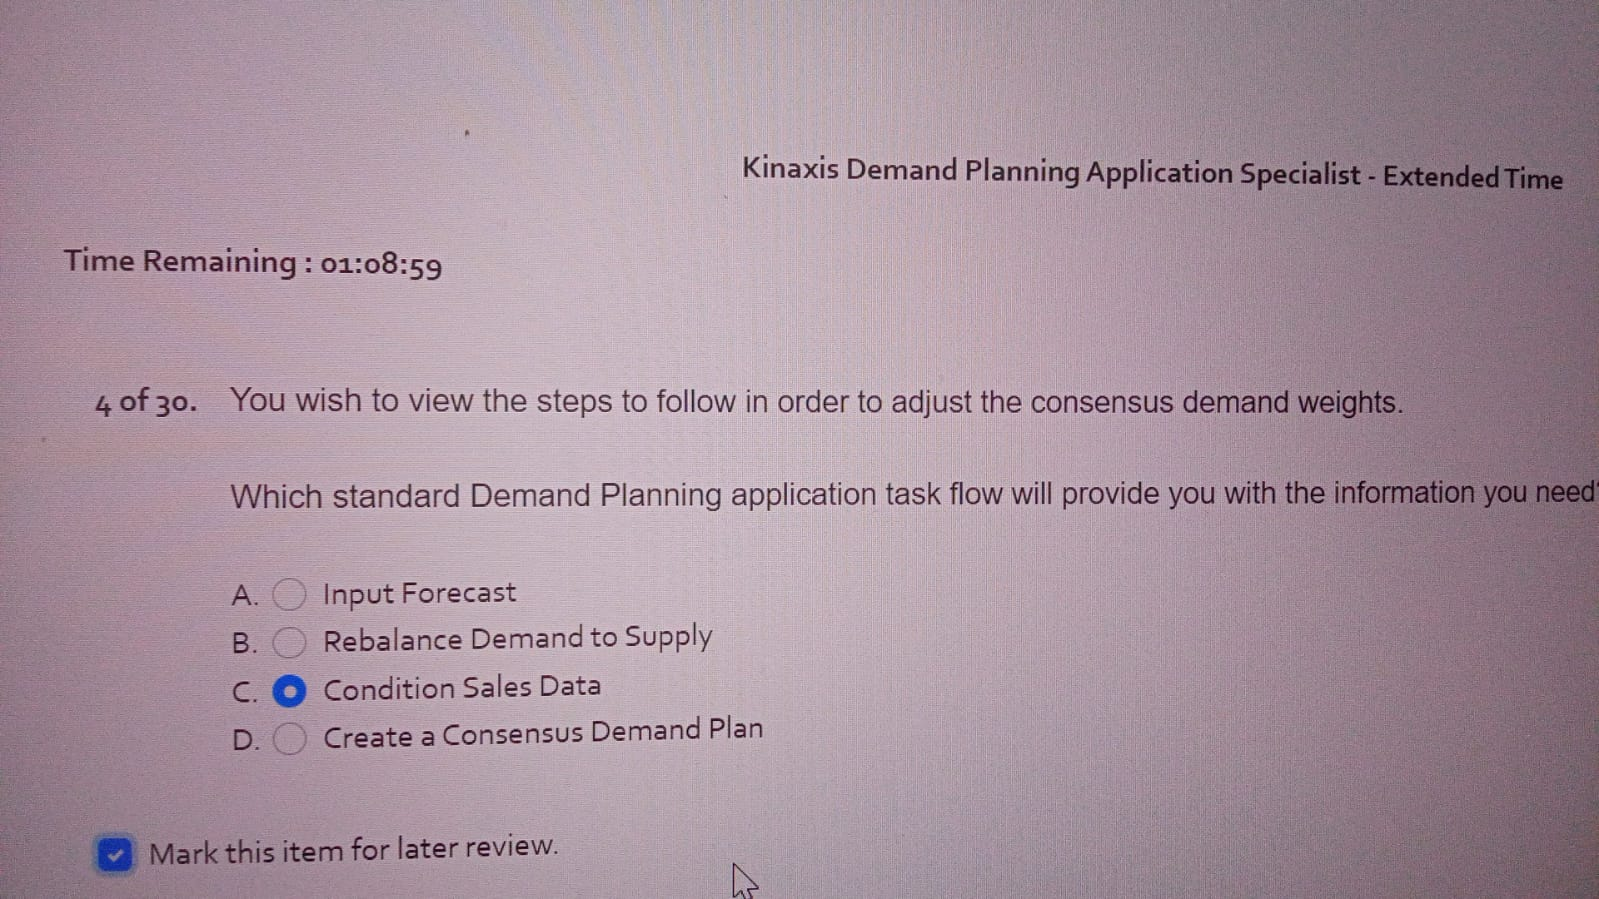 Kinaxis Demand Planning Application Specialist - Extended Time
Time Remaining : 01:08:59
4 of 30. You wish to view the steps to follow in order to adjust the consensus demand weights.
Which standard Demand Planning application task flow will provide you with the information you need
A. Input Forecast
B. Rebalance Demand to Supply
C. Condition Sales Data
D. Create a Consensus Demand Plan
Mark this item for later review.